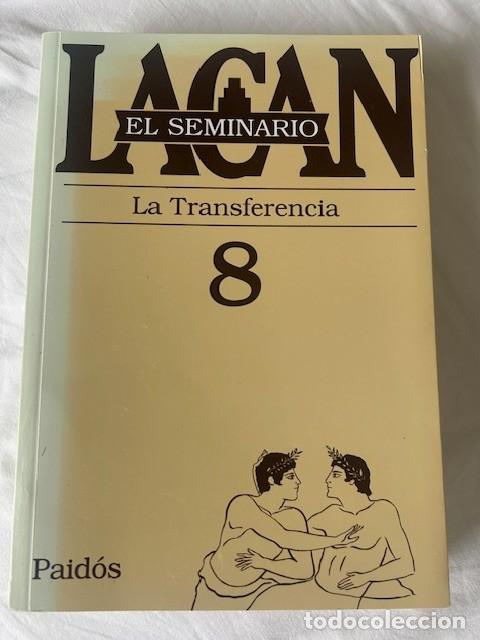 LACAN
EL SEMINARIO
La Transferencia
8
Paidós
todocoleccion